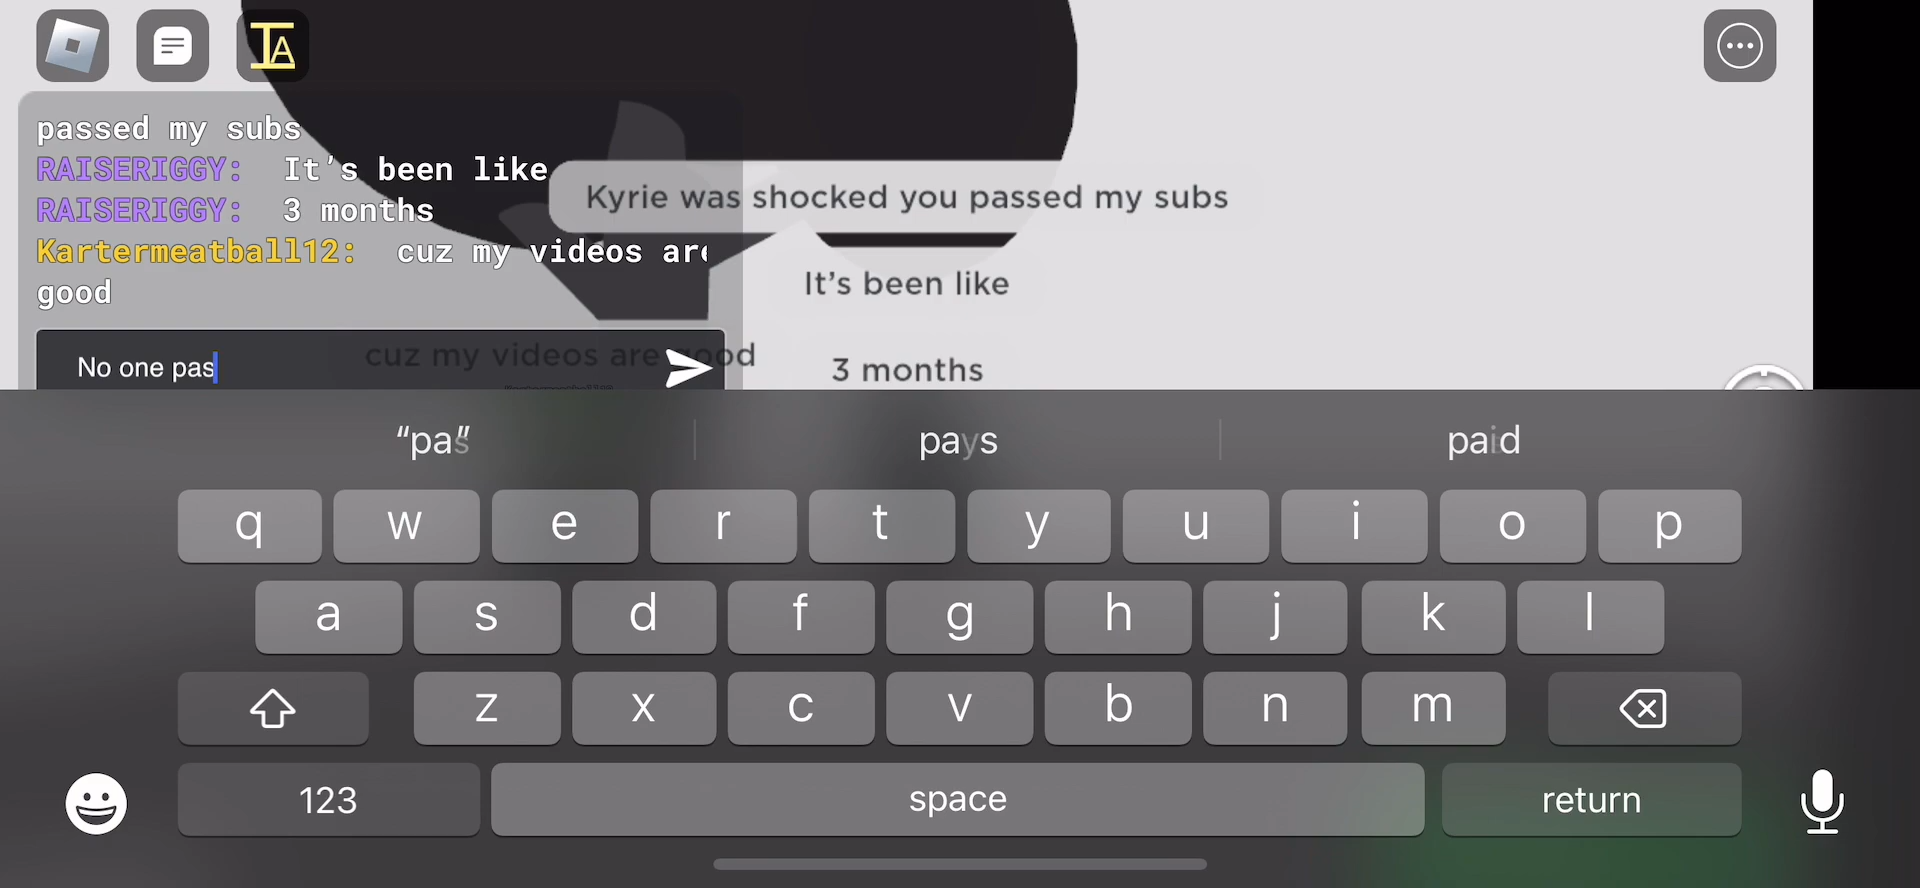 passed my subs
RAISERIGGY: It's been like
RAISERIGGY: 3 months
Kartermeatball12: cuz my videos are
good
No one pas
Kyrie was shocked you passed my subs
It's been like
cuz my videos are good
3 months
"pa
pays
paid
q w e r t y u i o p
a s d f g h j k l
z x c v b n m
123
space
return